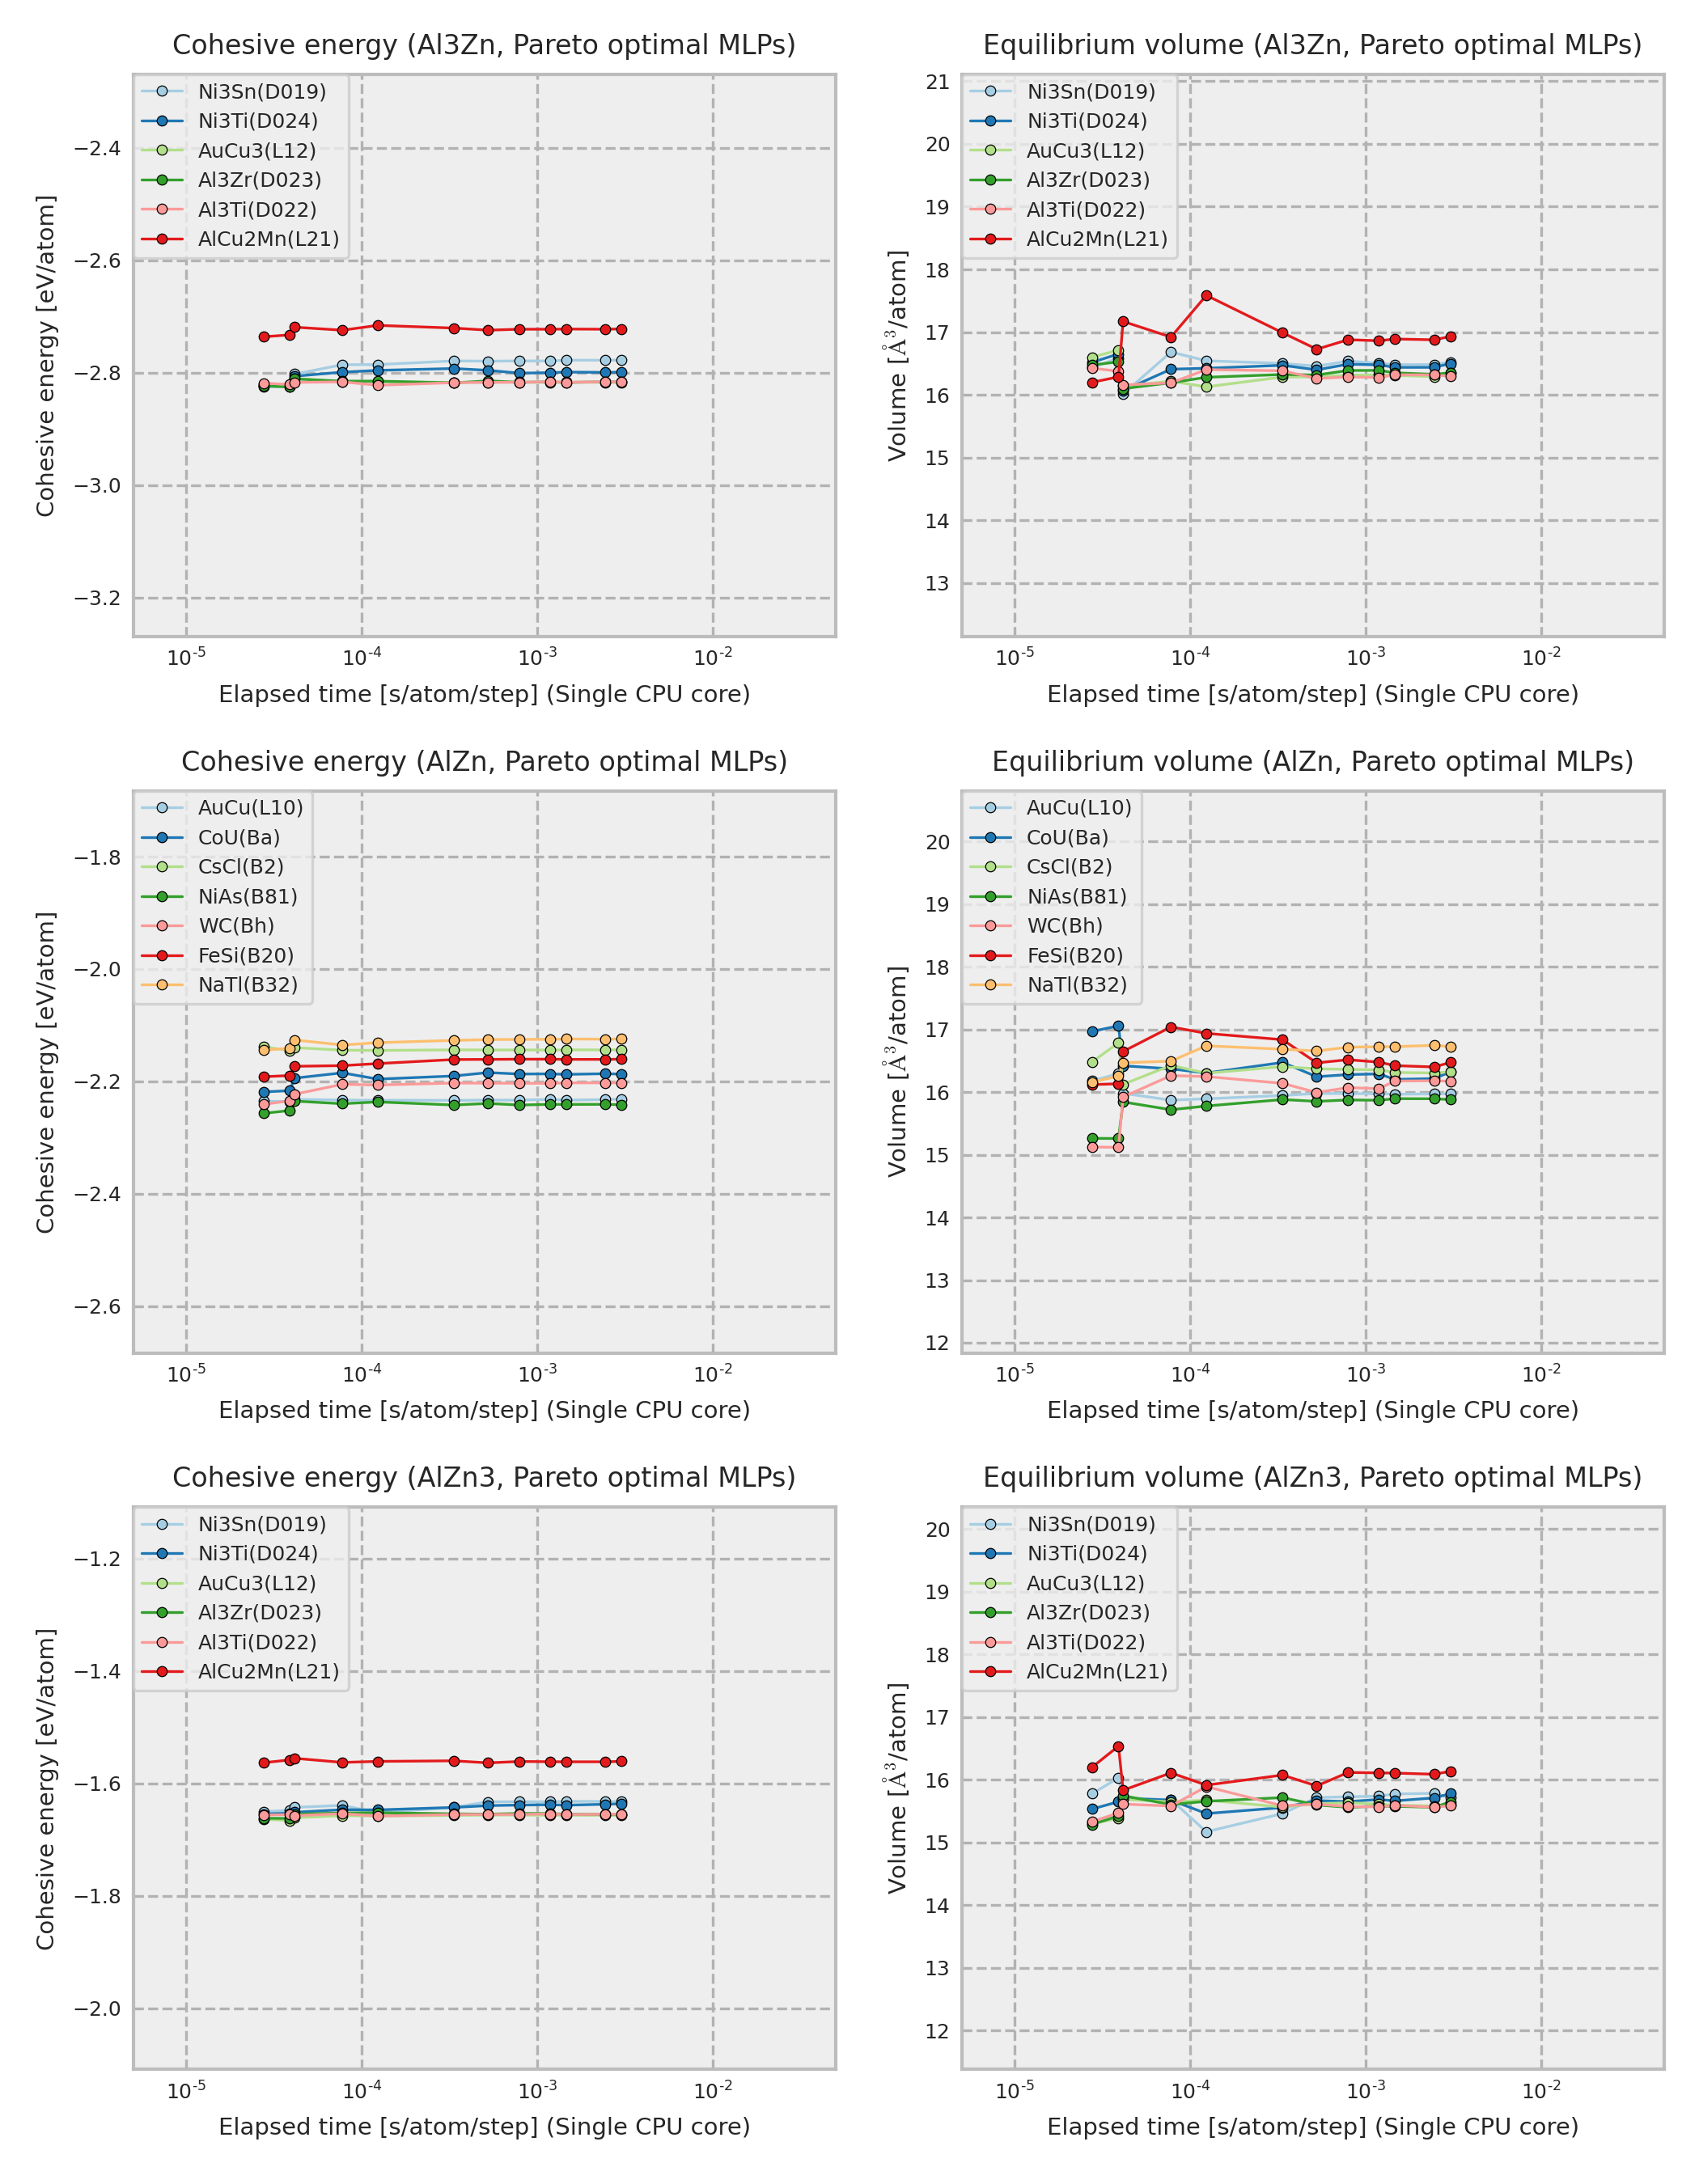 Cohesive energy (Al3Zn, Pareto optimal MLPs)
Ni3Sn(D019)
Ni3Ti(D024)
AuCu3(L12)
Al3Zr(D023)
Al3Ti(D022)
AlCu2Mn(L21)
−2.4
−2.6
−2.8
−3.0
−3.2
Cohesive energy [eV/atom]
10⁻⁵ 10⁻⁴ 10⁻³ 10⁻²
Elapsed time [s/atom/step] (Single CPU core)
Equilibrium volume (Al3Zn, Pareto optimal MLPs)
Ni3Sn(D019)
Ni3Ti(D024)
AuCu3(L12)
Al3Zr(D023)
Al3Ti(D022)
AlCu2Mn(L21)
21
20
19
18
17
16
15
14
13
Volume [Å³/atom]
10⁻⁵ 10⁻⁴ 10⁻³ 10⁻²
Elapsed time [s/atom/step] (Single CPU core)
Cohesive energy (AlZn, Pareto optimal MLPs)
AuCu(L10)
CoU(Ba)
CsCl(B2)
NiAs(B81)
WC(Bh)
FeSi(B20)
NaTl(B32)
−1.8
−2.0
−2.2
−2.4
−2.6
Cohesive energy [eV/atom]
10⁻⁵ 10⁻⁴ 10⁻³ 10⁻²
Elapsed time [s/atom/step] (Single CPU core)
Equilibrium volume (AlZn, Pareto optimal MLPs)
AuCu(L10)
CoU(Ba)
CsCl(B2)
NiAs(B81)
WC(Bh)
FeSi(B20)
NaTl(B32)
20
19
18
17
16
15
14
13
12
Volume [Å³/atom]
10⁻⁵ 10⁻⁴ 10⁻³ 10⁻²
Elapsed time [s/atom/step] (Single CPU core)
Cohesive energy (AlZn3, Pareto optimal MLPs)
Ni3Sn(D019)
Ni3Ti(D024)
AuCu3(L12)
Al3Zr(D023)
Al3Ti(D022)
AlCu2Mn(L21)
−1.2
−1.4
−1.6
−1.8
−2.0
Cohesive energy [eV/atom]
10⁻⁵ 10⁻⁴ 10⁻³ 10⁻²
Elapsed time [s/atom/step] (Single CPU core)
Equilibrium volume (AlZn3, Pareto optimal MLPs)
Ni3Sn(D019)
Ni3Ti(D024)
AuCu3(L12)
Al3Zr(D023)
Al3Ti(D022)
AlCu2Mn(L21)
20
19
18
17
16
15
14
13
12
Volume [Å³/atom]
10⁻⁵ 10⁻⁴ 10⁻³ 10⁻²
Elapsed time [s/atom/step] (Single CPU core)